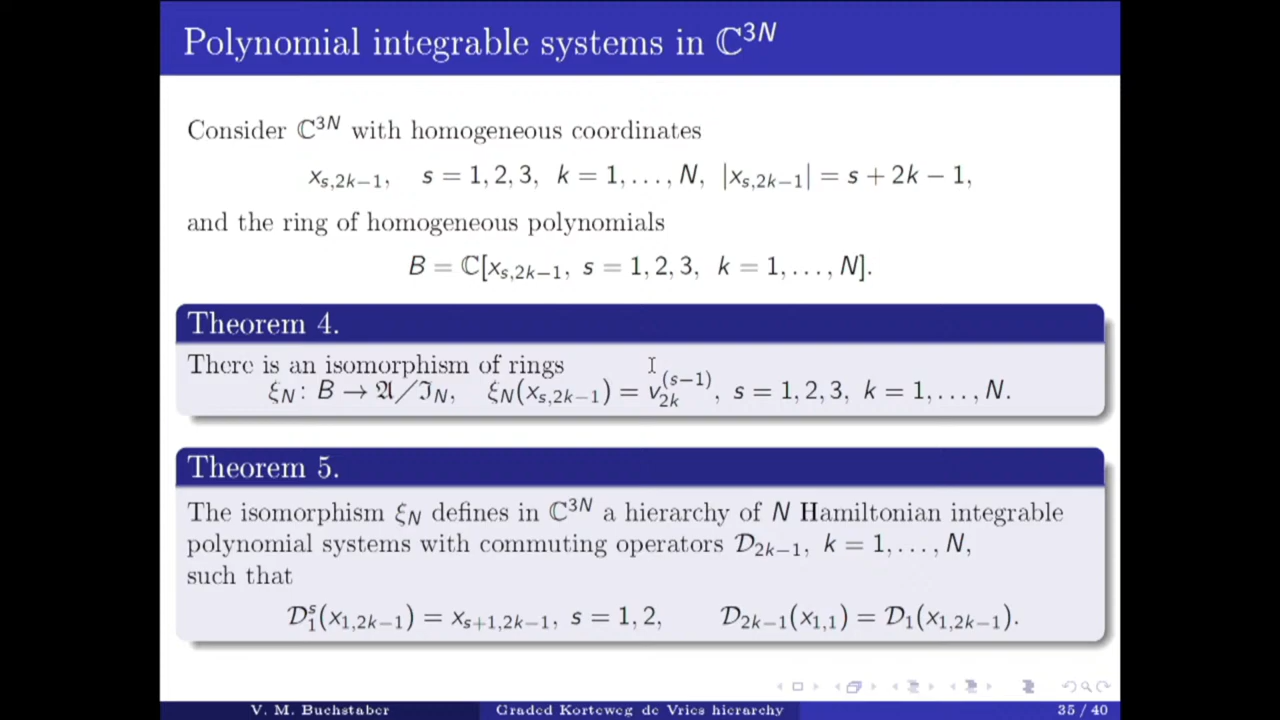 Polynomial integrable systems in ℂ³ᴺ
Consider ℂ³ᴺ with homogeneous coordinates
x_{s,2k−1},   s = 1, 2, 3,  k = 1, . . . , N,  |x_{s,2k−1}| = s + 2k − 1,
and the ring of homogeneous polynomials
B = ℂ[x_{s,2k−1}, s = 1, 2, 3,  k = 1, . . . , N].
Theorem 4.
There is an isomorphism of rings
ξ_N : B → 𝔄/ℑ_N,   ξ_N(x_{s,2k−1}) = v_{2k}^{(s−1)},  s = 1, 2, 3,  k = 1, . . . , N.
Theorem 5.
The isomorphism ξ_N defines in ℂ³ᴺ a hierarchy of N Hamiltonian integrable
polynomial systems with commuting operators 𝒟_{2k−1}, k = 1, . . . , N,
such that
𝒟_1^s(x_{1,2k−1}) = x_{s+1,2k−1}, s = 1, 2,   𝒟_{2k−1}(x_{1,1}) = 𝒟_1(x_{1,2k−1}).
V. M. Buchstaber   Graded Korteweg de Vries hierarchy   35 / 40